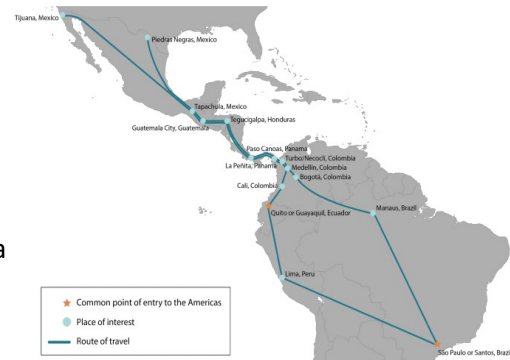 Tijuana, Mexico
Piedras Negras, Mexico
Tapachula, Mexico
Tegucigalpa, Honduras
Guatemala City, Guatemala
Paso Canoas, Panama
Turbo/Necoclí, Colombia
La Peñita, Panama
Medellín, Colombia
Bogotá, Colombia
Cali, Colombia
Quito or Guayaquil, Ecuador
Manaus, Brazil
a
Lima, Peru
Common point of entry to the Americas
Place of interest
Route of travel
São Paulo or Santos, Brazi